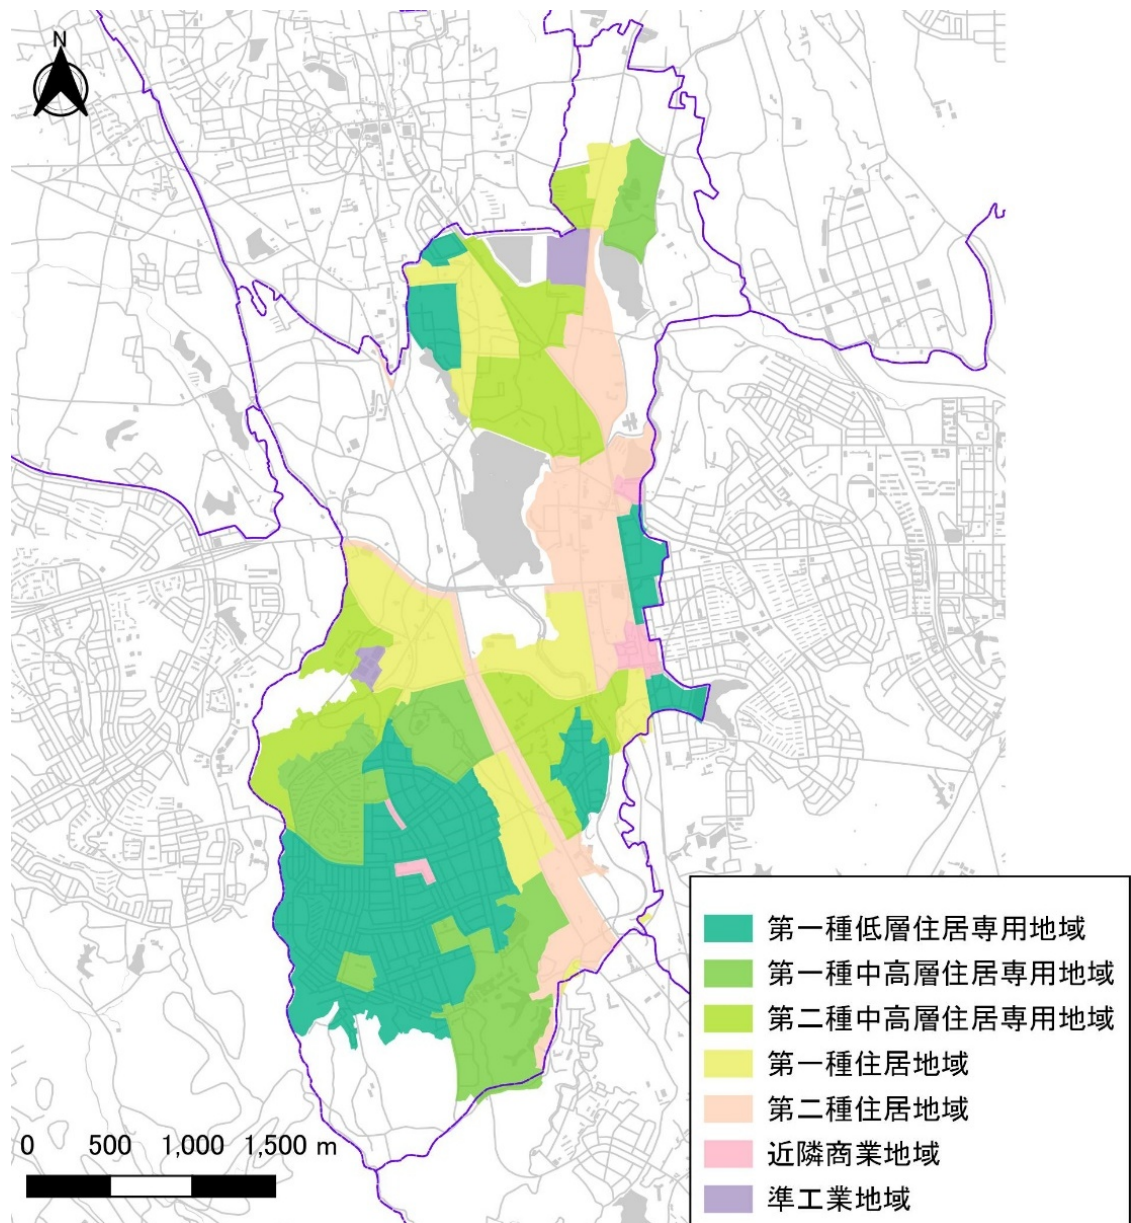 N
0 500 1,000 1,500 m
第一種低層住居専用地域
第一種中高層住居専用地域
第二種中高層住居専用地域
第一種住居地域
第二種住居地域
近隣商業地域
準工業地域